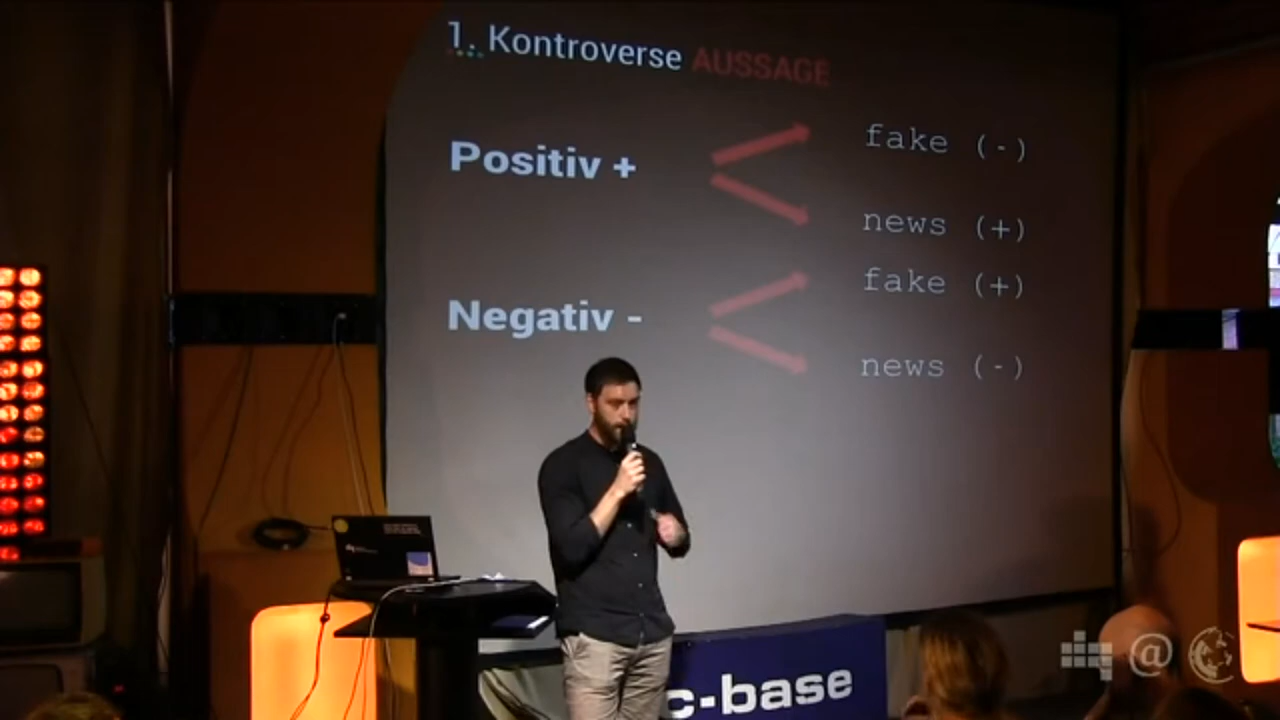 1. Kontroverse AUSSAGE
Positiv +
fake (-)
news (+)
Negativ -
fake (+)
news (-)
c-base
@